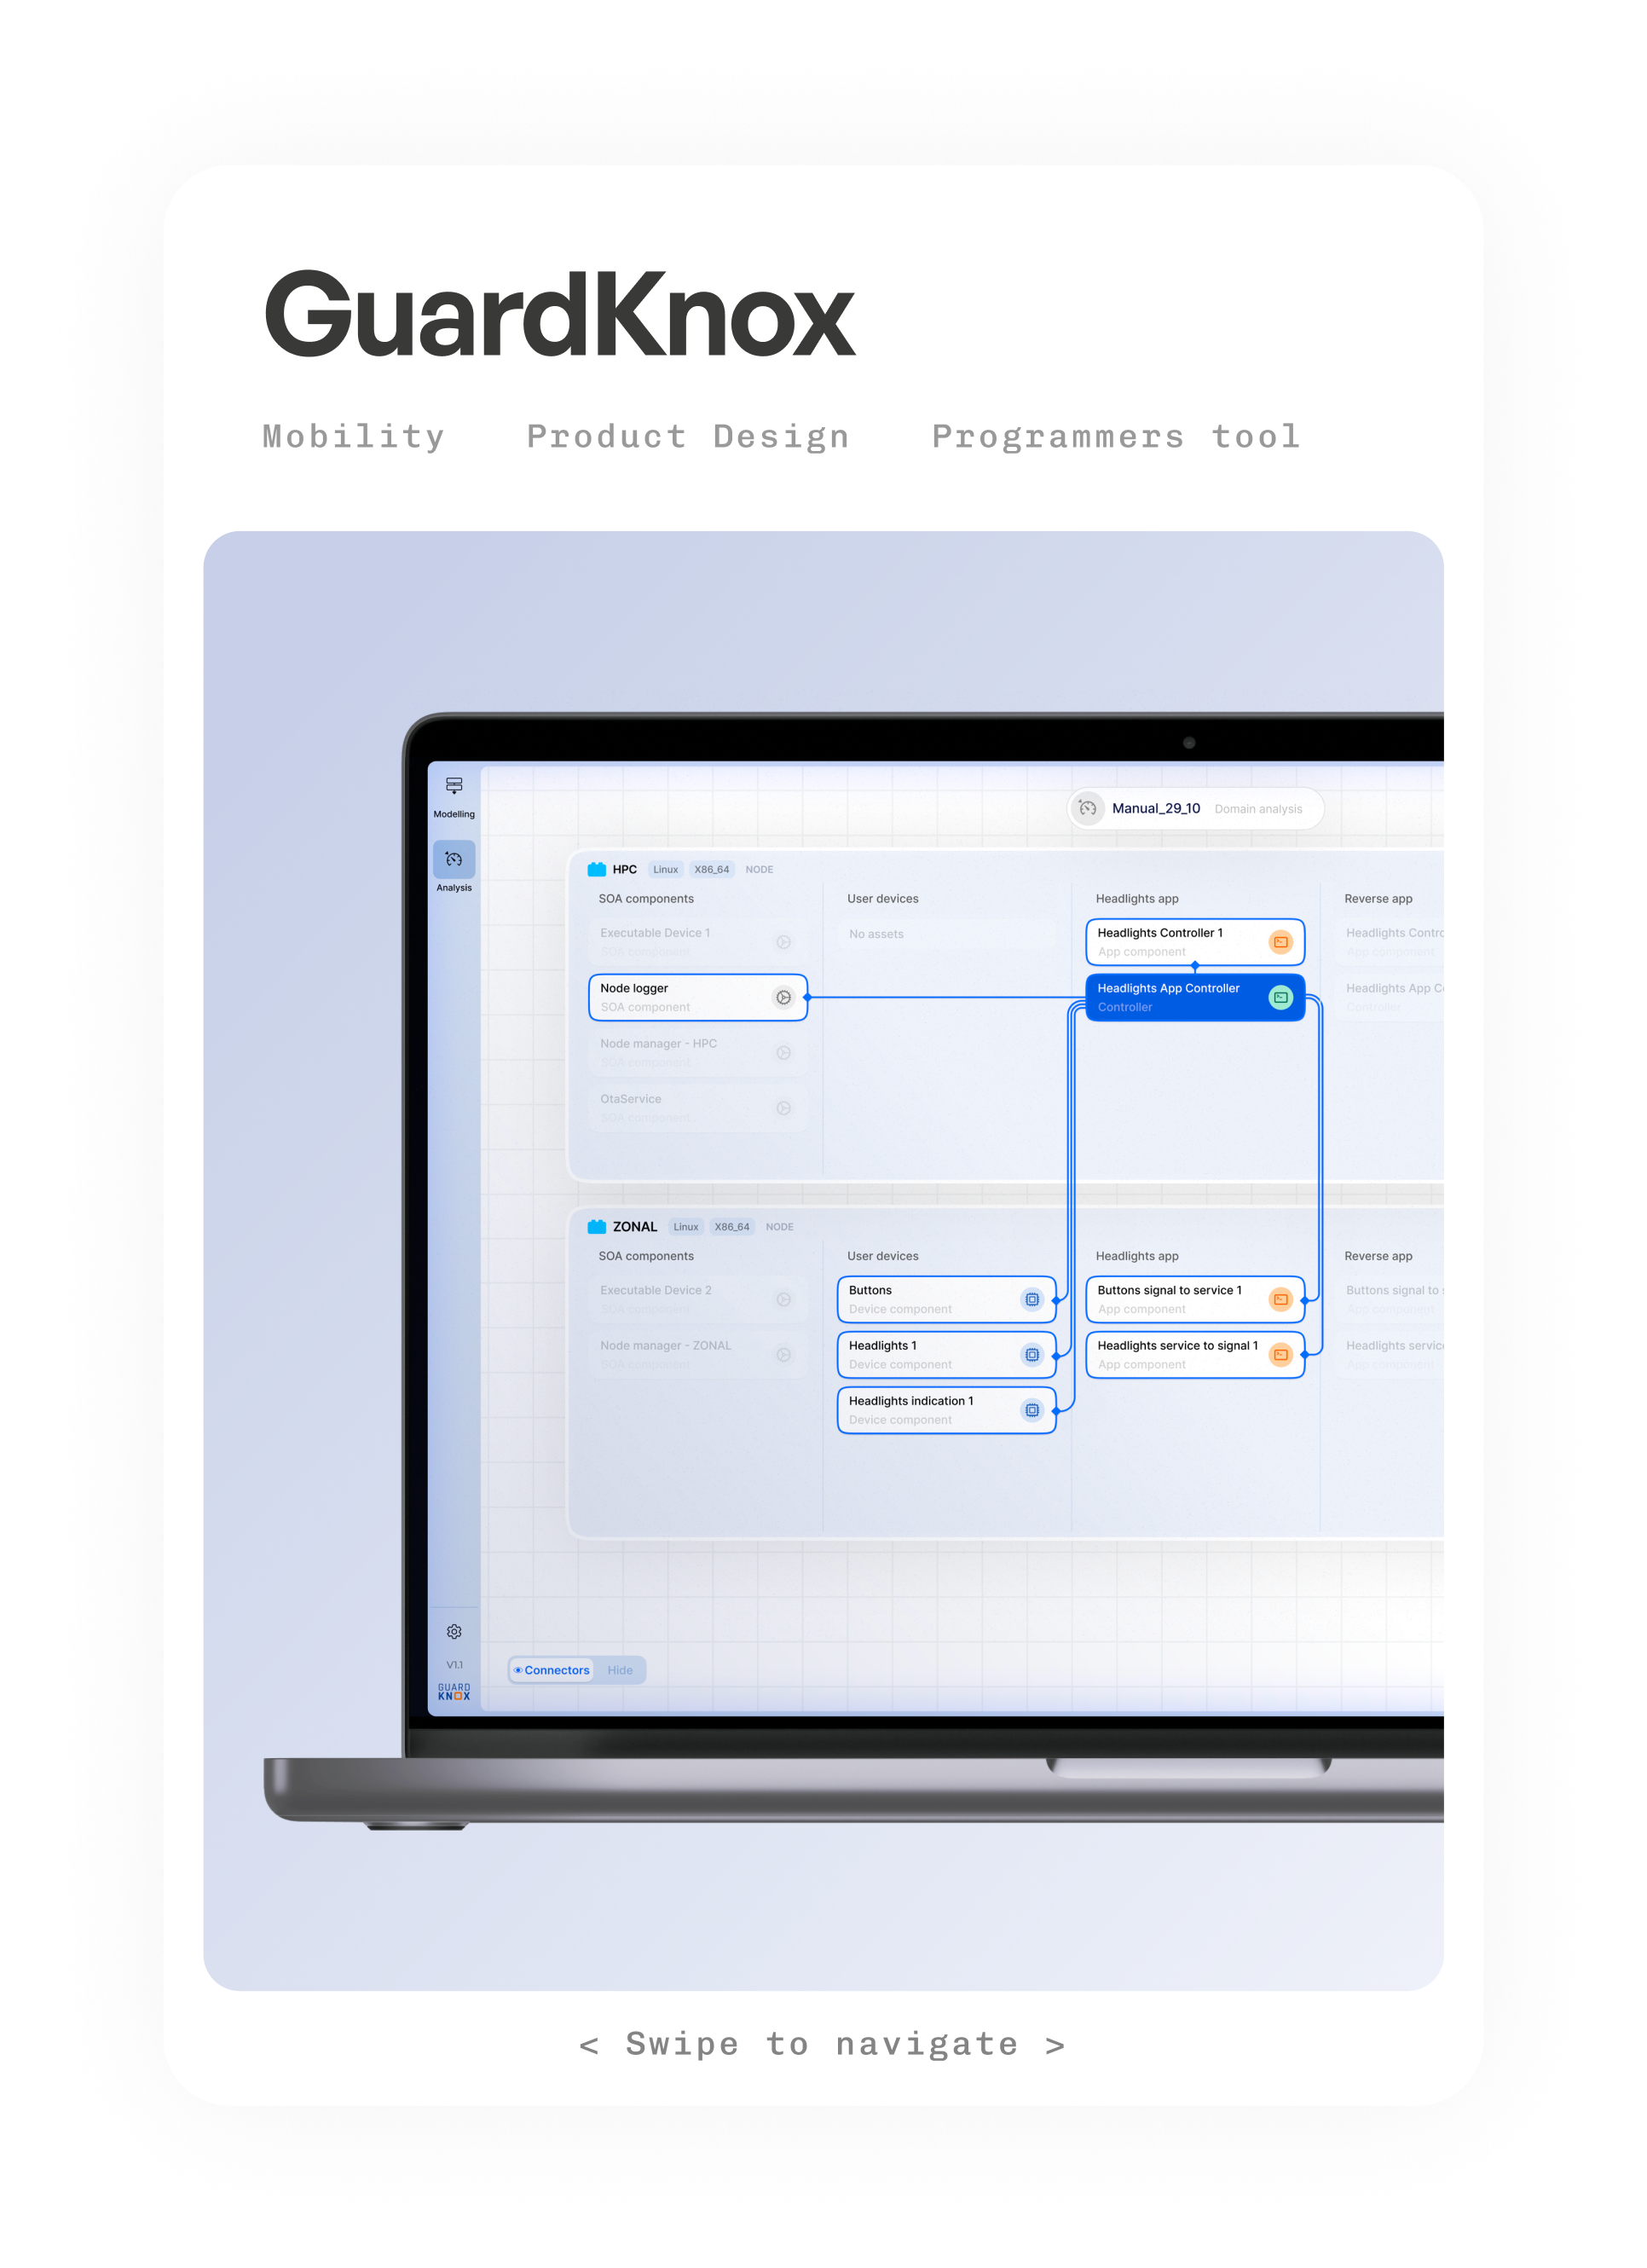 GuardKnox
Mobility Product Design Programmers tool
Modelling
Analysis
Manual_29_10 Domain analysis
HPC Linux X86_64 NODE
SOA components User devices Headlights app Reverse app
Executable Device 1 No assets Headlights Controller 1 Headlights Contro
SOA component App component App component
Node logger Headlights App Controller Headlights App Co
SOA component Controller Controller
Node manager - HPC
SOA component
OtaService
SOA component
ZONAL Linux X86_64 NODE
SOA components User devices Headlights app Reverse app
Executable Device 2 Buttons Buttons signal to service 1 Buttons signal to s
SOA component Device component App component App component
Node manager - ZONAL Headlights 1 Headlights service to signal 1 Headlights service
SOA component Device component App component App component
Headlights indication 1
Device component
Connectors Hide
V1.1
GUARD
KNOX
< Swipe to navigate >